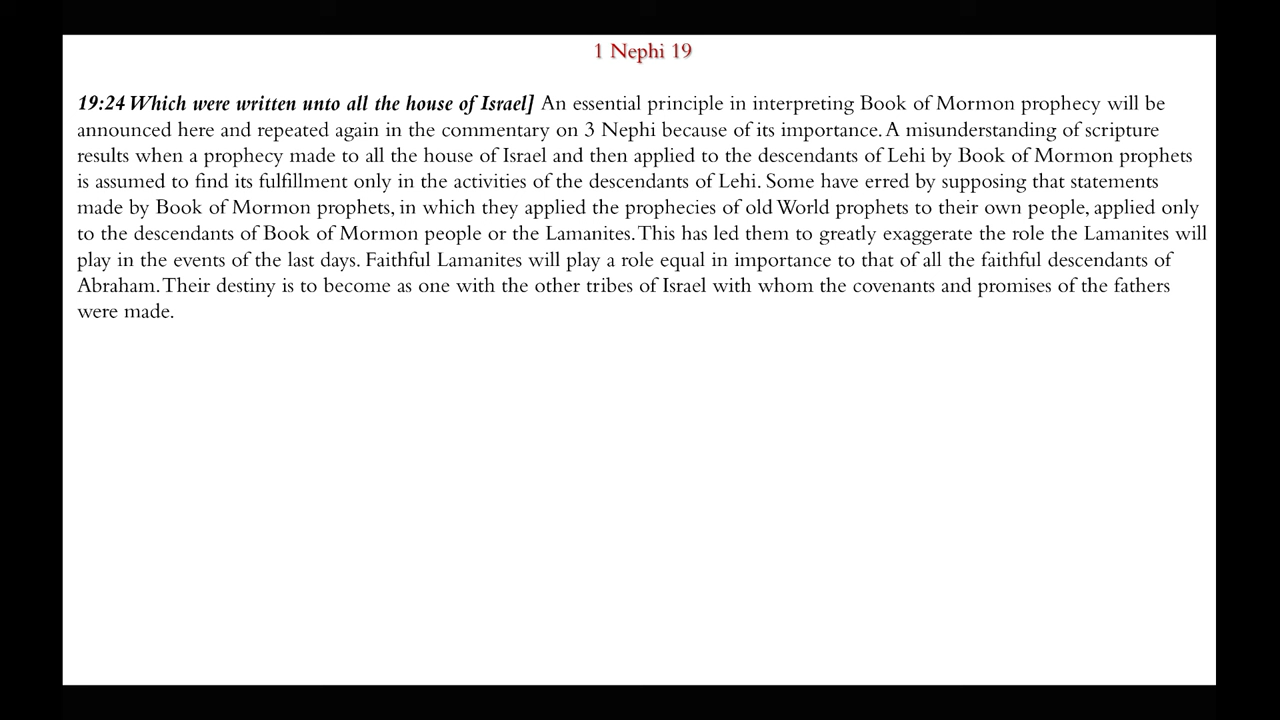 1 Nephi 19
19:24 Which were written unto all the house of Israel] An essential principle in interpreting Book of Mormon prophecy will be
announced here and repeated again in the commentary on 3 Nephi because of its importance. A misunderstanding of scripture
results when a prophecy made to all the house of Israel and then applied to the descendants of Lehi by Book of Mormon prophets
is assumed to find its fulfillment only in the activities of the descendants of Lehi. Some have erred by supposing that statements
made by Book of Mormon prophets, in which they applied the prophecies of old World prophets to their own people, applied only
to the descendants of Book of Mormon people or the Lamanites. This has led them to greatly exaggerate the role the Lamanites will
play in the events of the last days. Faithful Lamanites will play a role equal in importance to that of all the faithful descendants of
Abraham. Their destiny is to become as one with the other tribes of Israel with whom the covenants and promises of the fathers
were made.